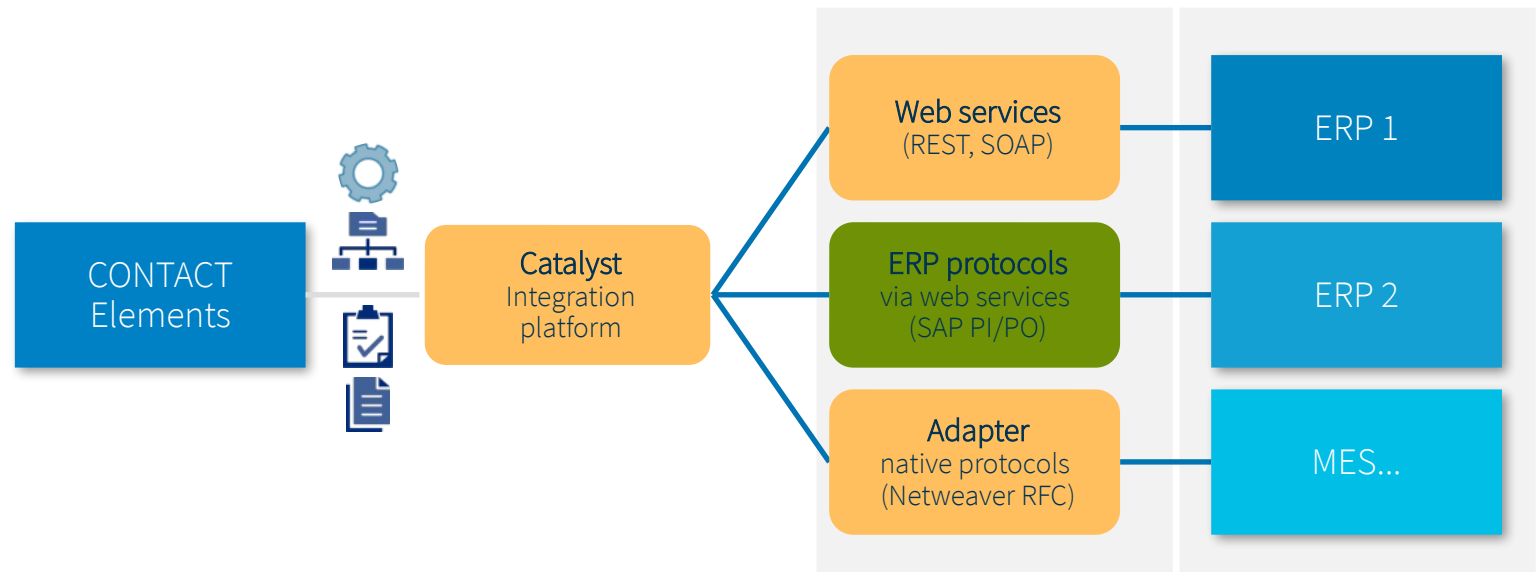 CONTACT
Elements
Catalyst
Integration
platform
Web services
(REST, SOAP)
ERP protocols
via web services
(SAP PI/PO)
Adapter
native protocols
(Netweaver RFC)
ERP 1
ERP 2
MES...